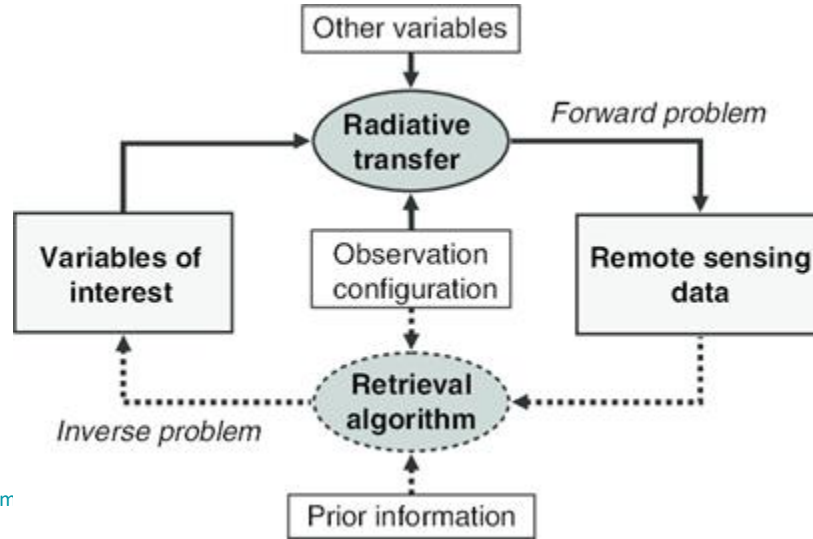 Other variables
Radiative
transfer
Forward problem
Variables of
interest
Observation
configuration
Remote sensing
data
Retrieval
algorithm
Inverse problem
m
Prior information